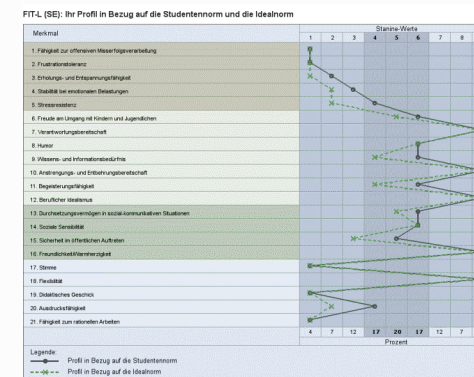 FIT-L (SE): Ihr Profil in Bezug auf die Studentennorm und die Idealnorm
Merkmal
Stanine-Werte
1 2 3 4 5 6 7 8
1. Fähigkeit zur offensiven Misserfolgsverarbeitung
2. Frustrationstoleranz
3. Erholungs- und Entspannungsfähigkeit
4. Stabilität bei emotionalen Belastungen
5. Stressresistenz
6. Freude am Umgang mit Kindern und Jugendlichen
7. Verantwortungsbereitschaft
8. Humor
9. Wissens- und Informationsbedürfnis
10. Anstrengungs- und Entbehrungsbereitschaft
11. Begeisterungsfähigkeit
12. Beruflicher Idealismus
13. Durchsetzungsvermögen in sozial-kommunikativen Situationen
14. Soziale Sensibilität
15. Sicherheit im öffentlichen Auftreten
16. Freundlichkeit/Warmherzigkeit
17. Stimme
18. Flexibilität
19. Didaktisches Geschick
20. Ausdrucksfähigkeit
21. Fähigkeit zum rationellen Arbeiten
4 7 12 17 20 17 12 7
Prozent
Legende:
Profil in Bezug auf die Studentennorm
Profil in Bezug auf die Idealnorm